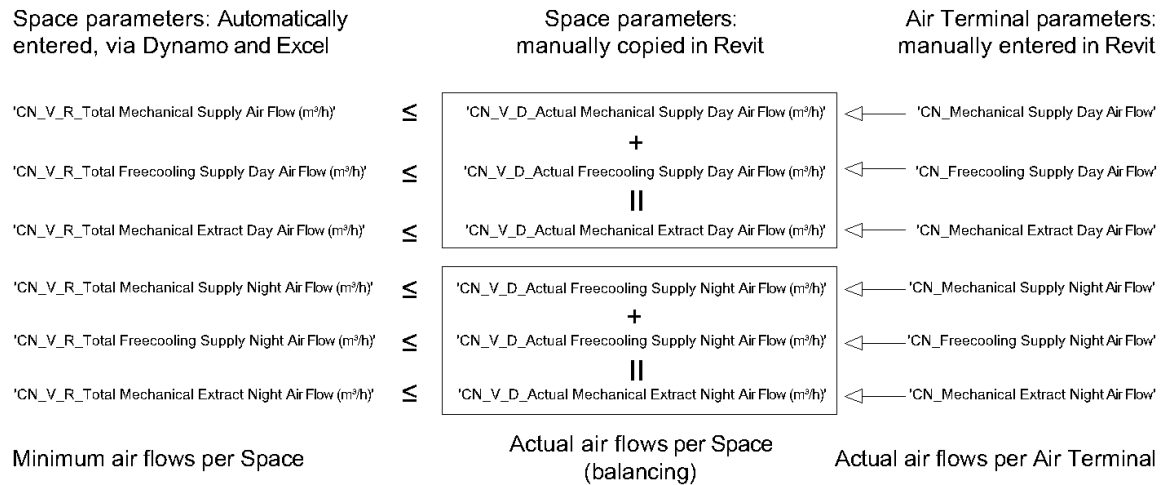 Space parameters: Automatically
entered, via Dynamo and Excel
Space parameters:
manually copied in Revit
Air Terminal parameters:
manually entered in Revit
'CN_V_R_Total Mechanical Supply Air Flow (m³/h)' ≤ 'CN_V_D_Actual Mechanical Supply Day Air Flow (m³/h)' 'CN_Mechanical Supply Day Air Flow'
+
'CN_V_R_Total Freecooling Supply Day Air Flow (m³/h)' ≤ 'CN_V_D_Actual Freecooling Supply Day Air Flow (m³/h)' 'CN_Freecooling Supply Day Air Flow'
=
'CN_V_R_Total Mechanical Extract Day Air Flow (m³/h)' ≤ 'CN_V_D_Actual Mechanical Extract Day Air Flow (m³/h)' 'CN_Mechanical Extract Day Air Flow'
'CN_V_R_Total Mechanical Supply Night Air Flow (m³/h)' ≤ 'CN_V_D_Actual Freecooling Supply Night Air Flow (m³/h)' 'CN_Mechanical Supply Night Air Flow'
+
'CN_V_R_Total Freecooling Supply Night Air Flow (m³/h)' ≤ 'CN_V_D_Actual Freecooling Supply Night Air Flow (m³/h)' 'CN_Freecooling Supply Night Air Flow'
=
'CN_V_R_Total Mechanical Extract Night Air Flow (m³/h)' ≤ 'CN_V_D_Actual Mechanical Extract Night Air Flow (m³/h)' 'CN_Mechanical Extract Night Air Flow'
Minimum air flows per Space
Actual air flows per Space
(balancing)
Actual air flows per Air Terminal